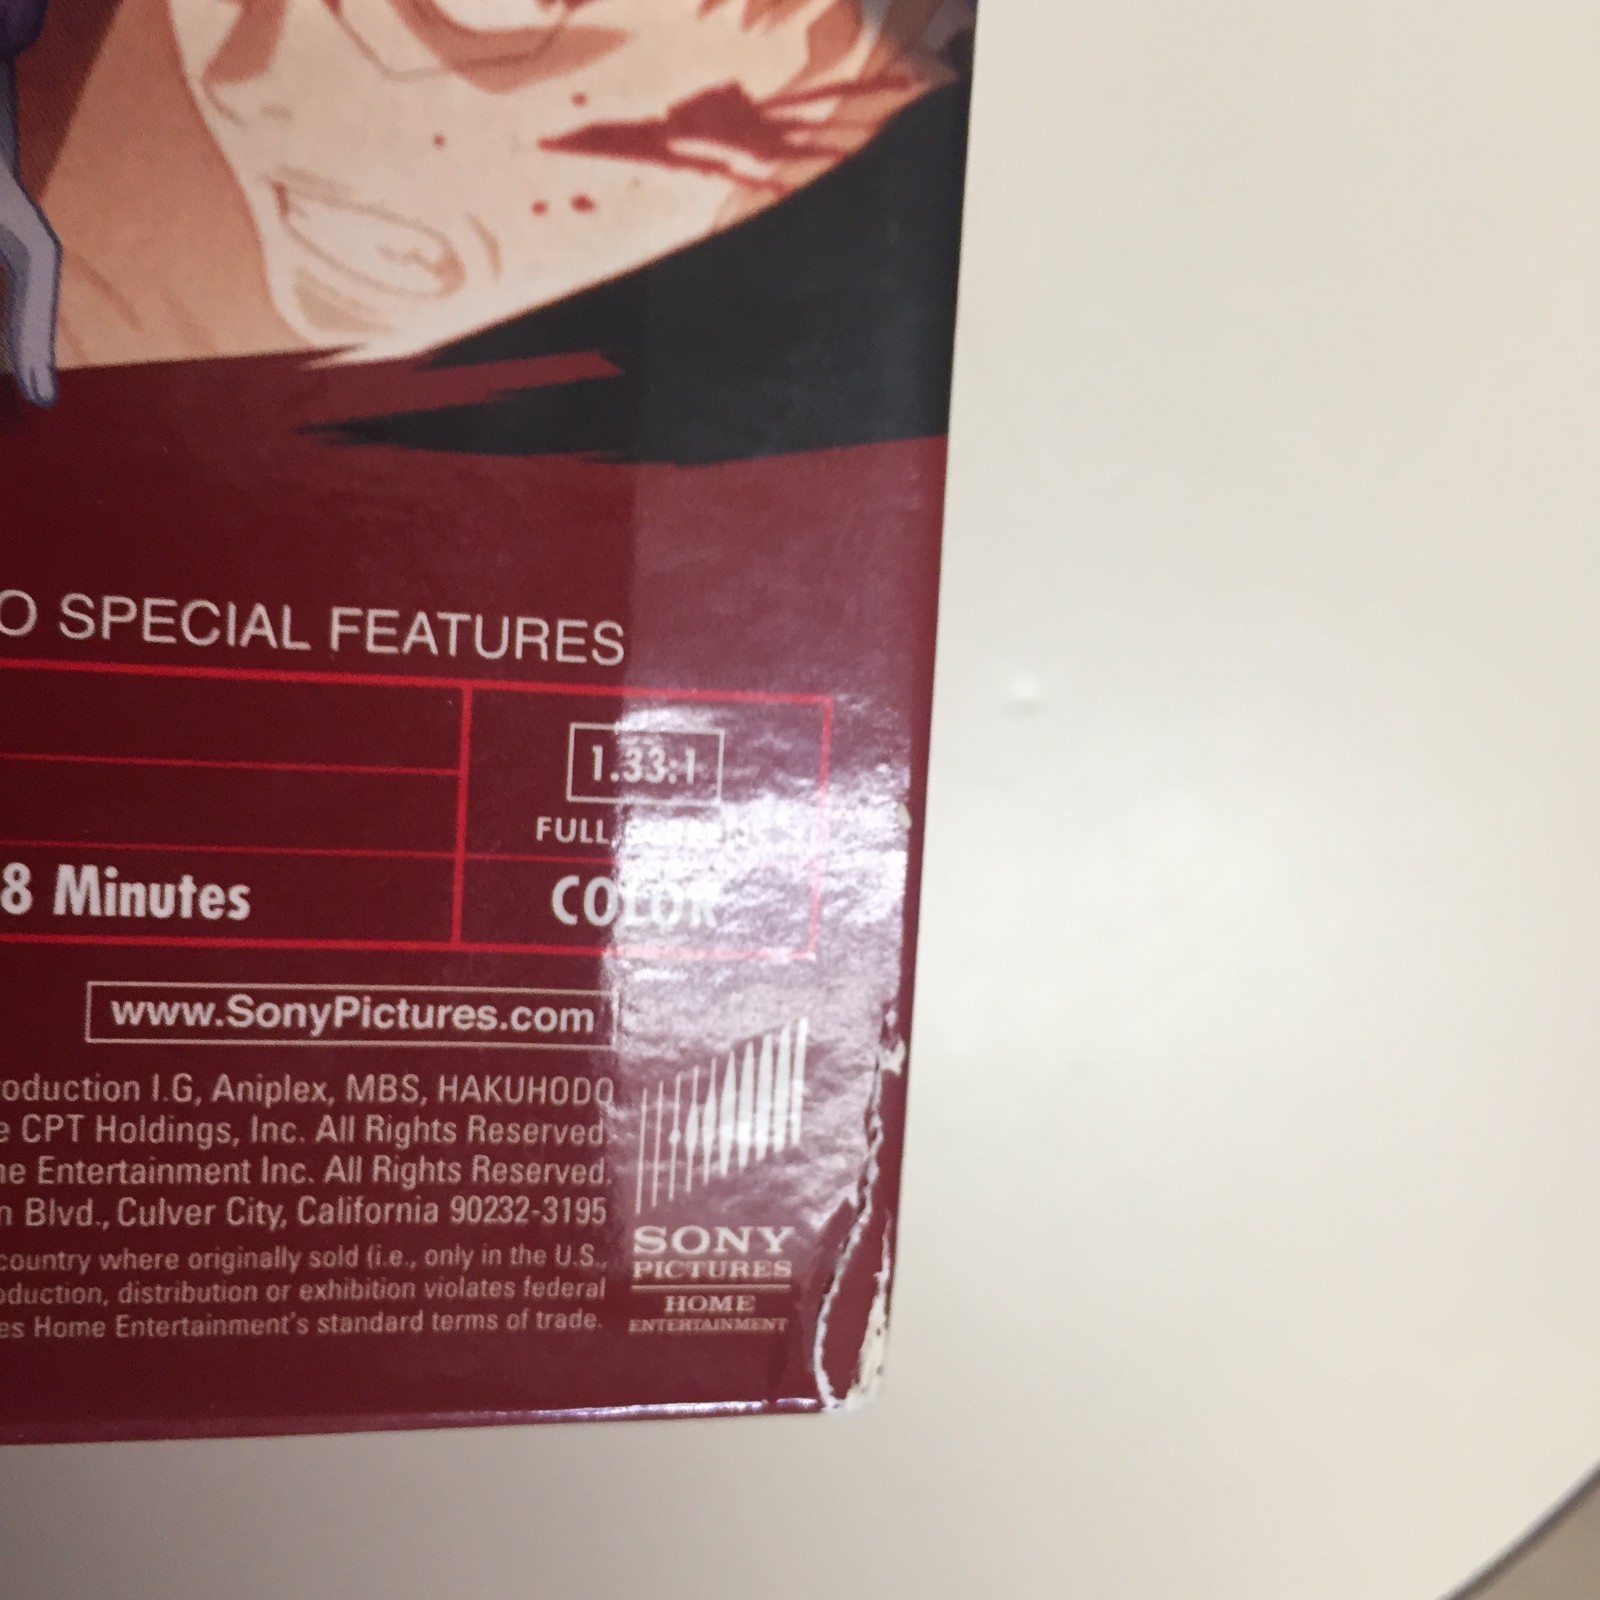 O SPECIAL FEATURES
1.33:1
FULL
8 Minutes
COLOR
www.SonyPictures.com
oduction I.G, Aniplex, MBS, HAKUHODO
e CPT Holdings, Inc. All Rights Reserved.
ne Entertainment Inc. All Rights Reserved.
n Blvd., Culver City, California 90232-3195
country where originally sold (i.e., only in the U.S.,
oduction, distribution or exhibition violates federal
es Home Entertainment's standard terms of trade.
SONY
PICTURES
HOME
ENTERTAINMENT